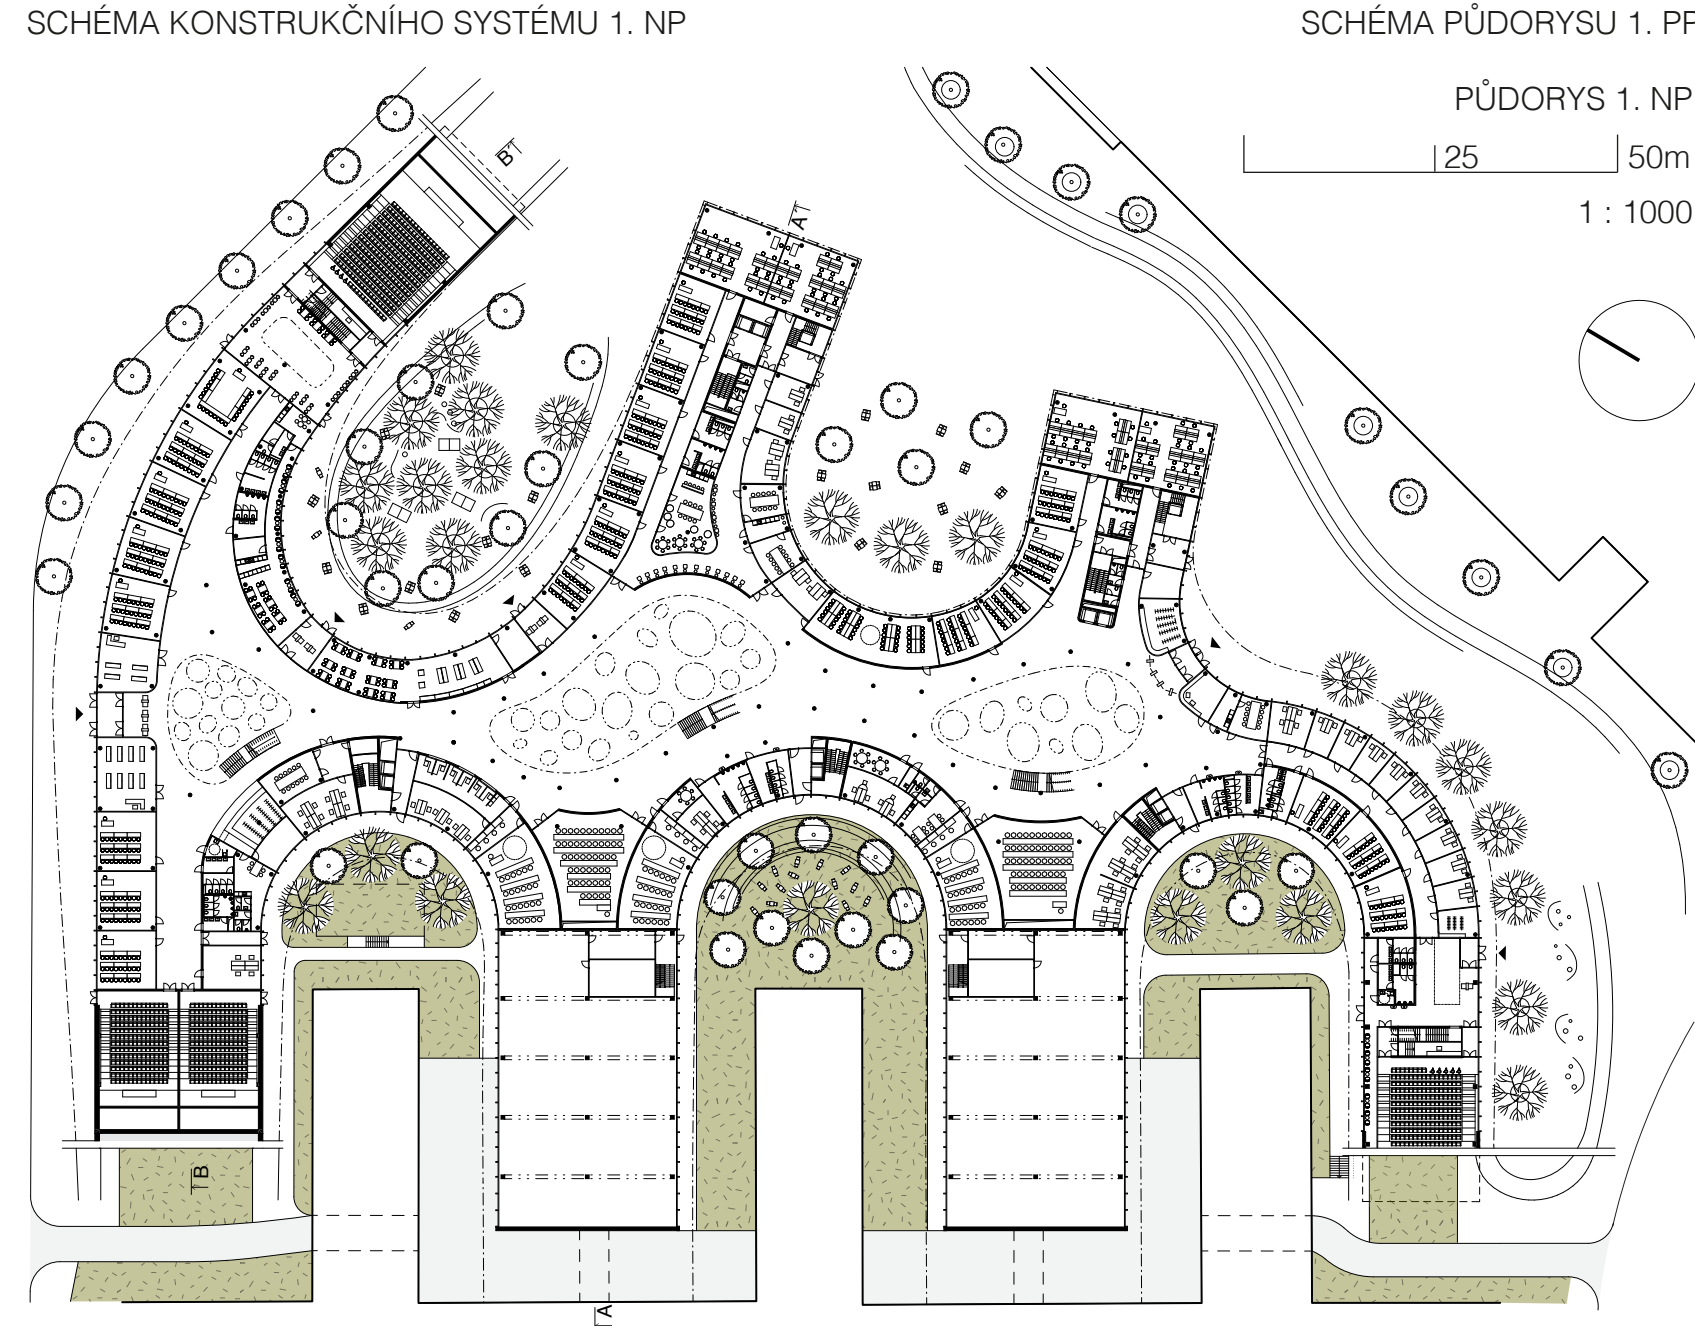 SCHÉMA KONSTRUKČNÍHO SYSTÉMU 1. NP
SCHÉMA PŮDORYSU 1. PP
PŮDORYS 1. NP
25
50m
1 : 1000
B
A
B
A